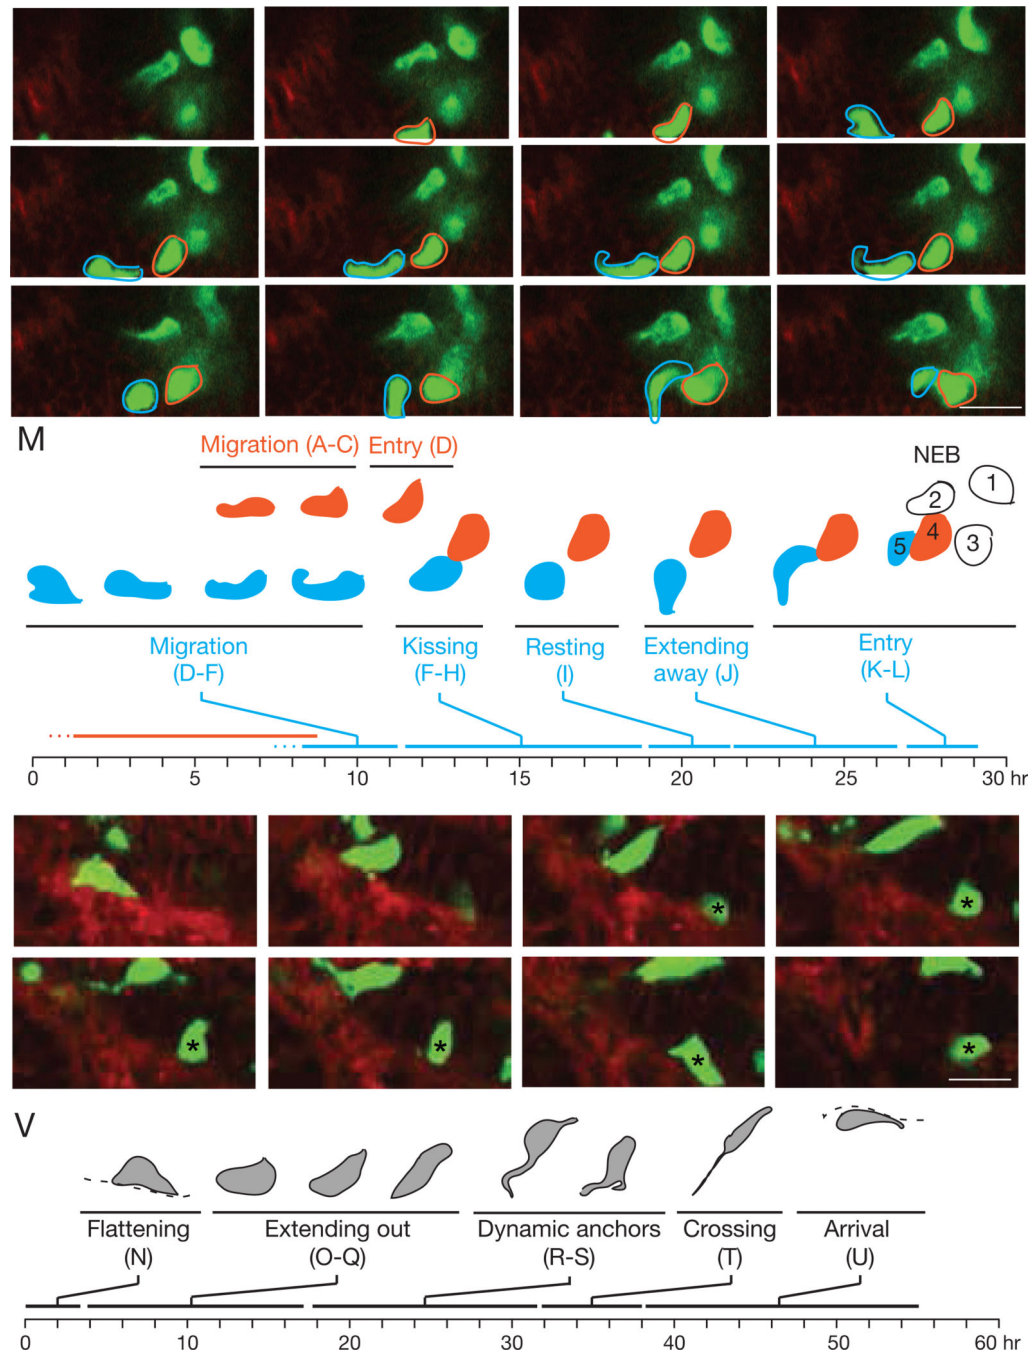 M
Migration (A-C) Entry (D)
NEB
1
2
3
4
5
Migration
(D-F)
Kissing
(F-H)
Resting
(I)
Extending
away (J)
Entry
(K-L)
0 5 10 15 20 25 30 hr
*
*
*
*
*
*
V
Flattening
(N)
Extending out
(O-Q)
Dynamic anchors
(R-S)
Crossing
(T)
Arrival
(U)
0 10 20 30 40 50 60 hr